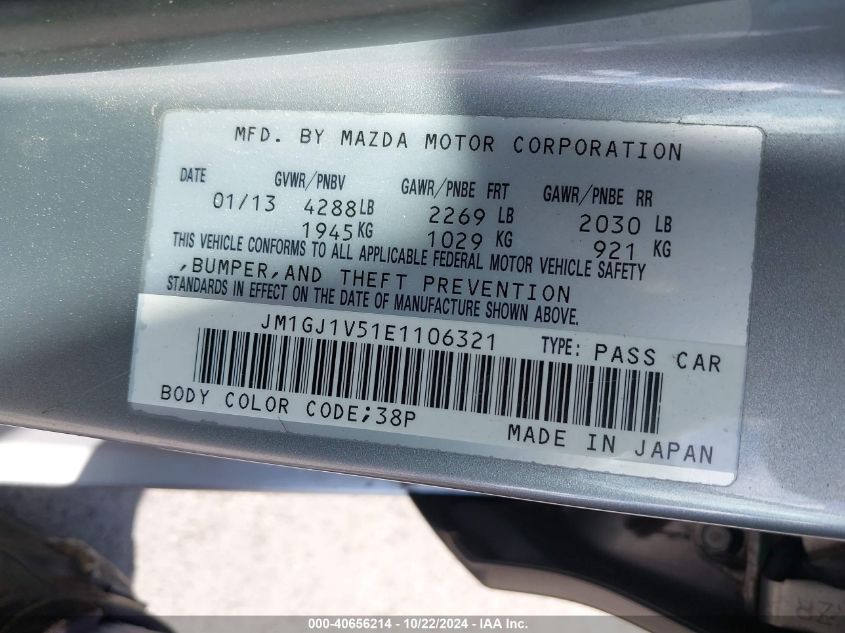 MFD. BY MAZDA MOTOR CORPORATION
DATE GVWR/PNBV GAWR/PNBE FRT GAWR/PNBE RR
01/13 4288LB 2269 LB 2030 LB
1945KG 1029 KG 921 KG
THIS VEHICLE CONFORMS TO ALL APPLICABLE FEDERAL MOTOR VEHICLE SAFETY
,BUMPER,AND THEFT PREVENTION
STANDARDS IN EFFECT ON THE DATE OF MANUFACTURE SHOWN ABOVE.
JM1GJ1V51E1106321 TYPE: PASS CAR
BODY COLOR CODE;38P
MADE IN JAPAN
000-40656214 - 10/22/2024 - IAA Inc.